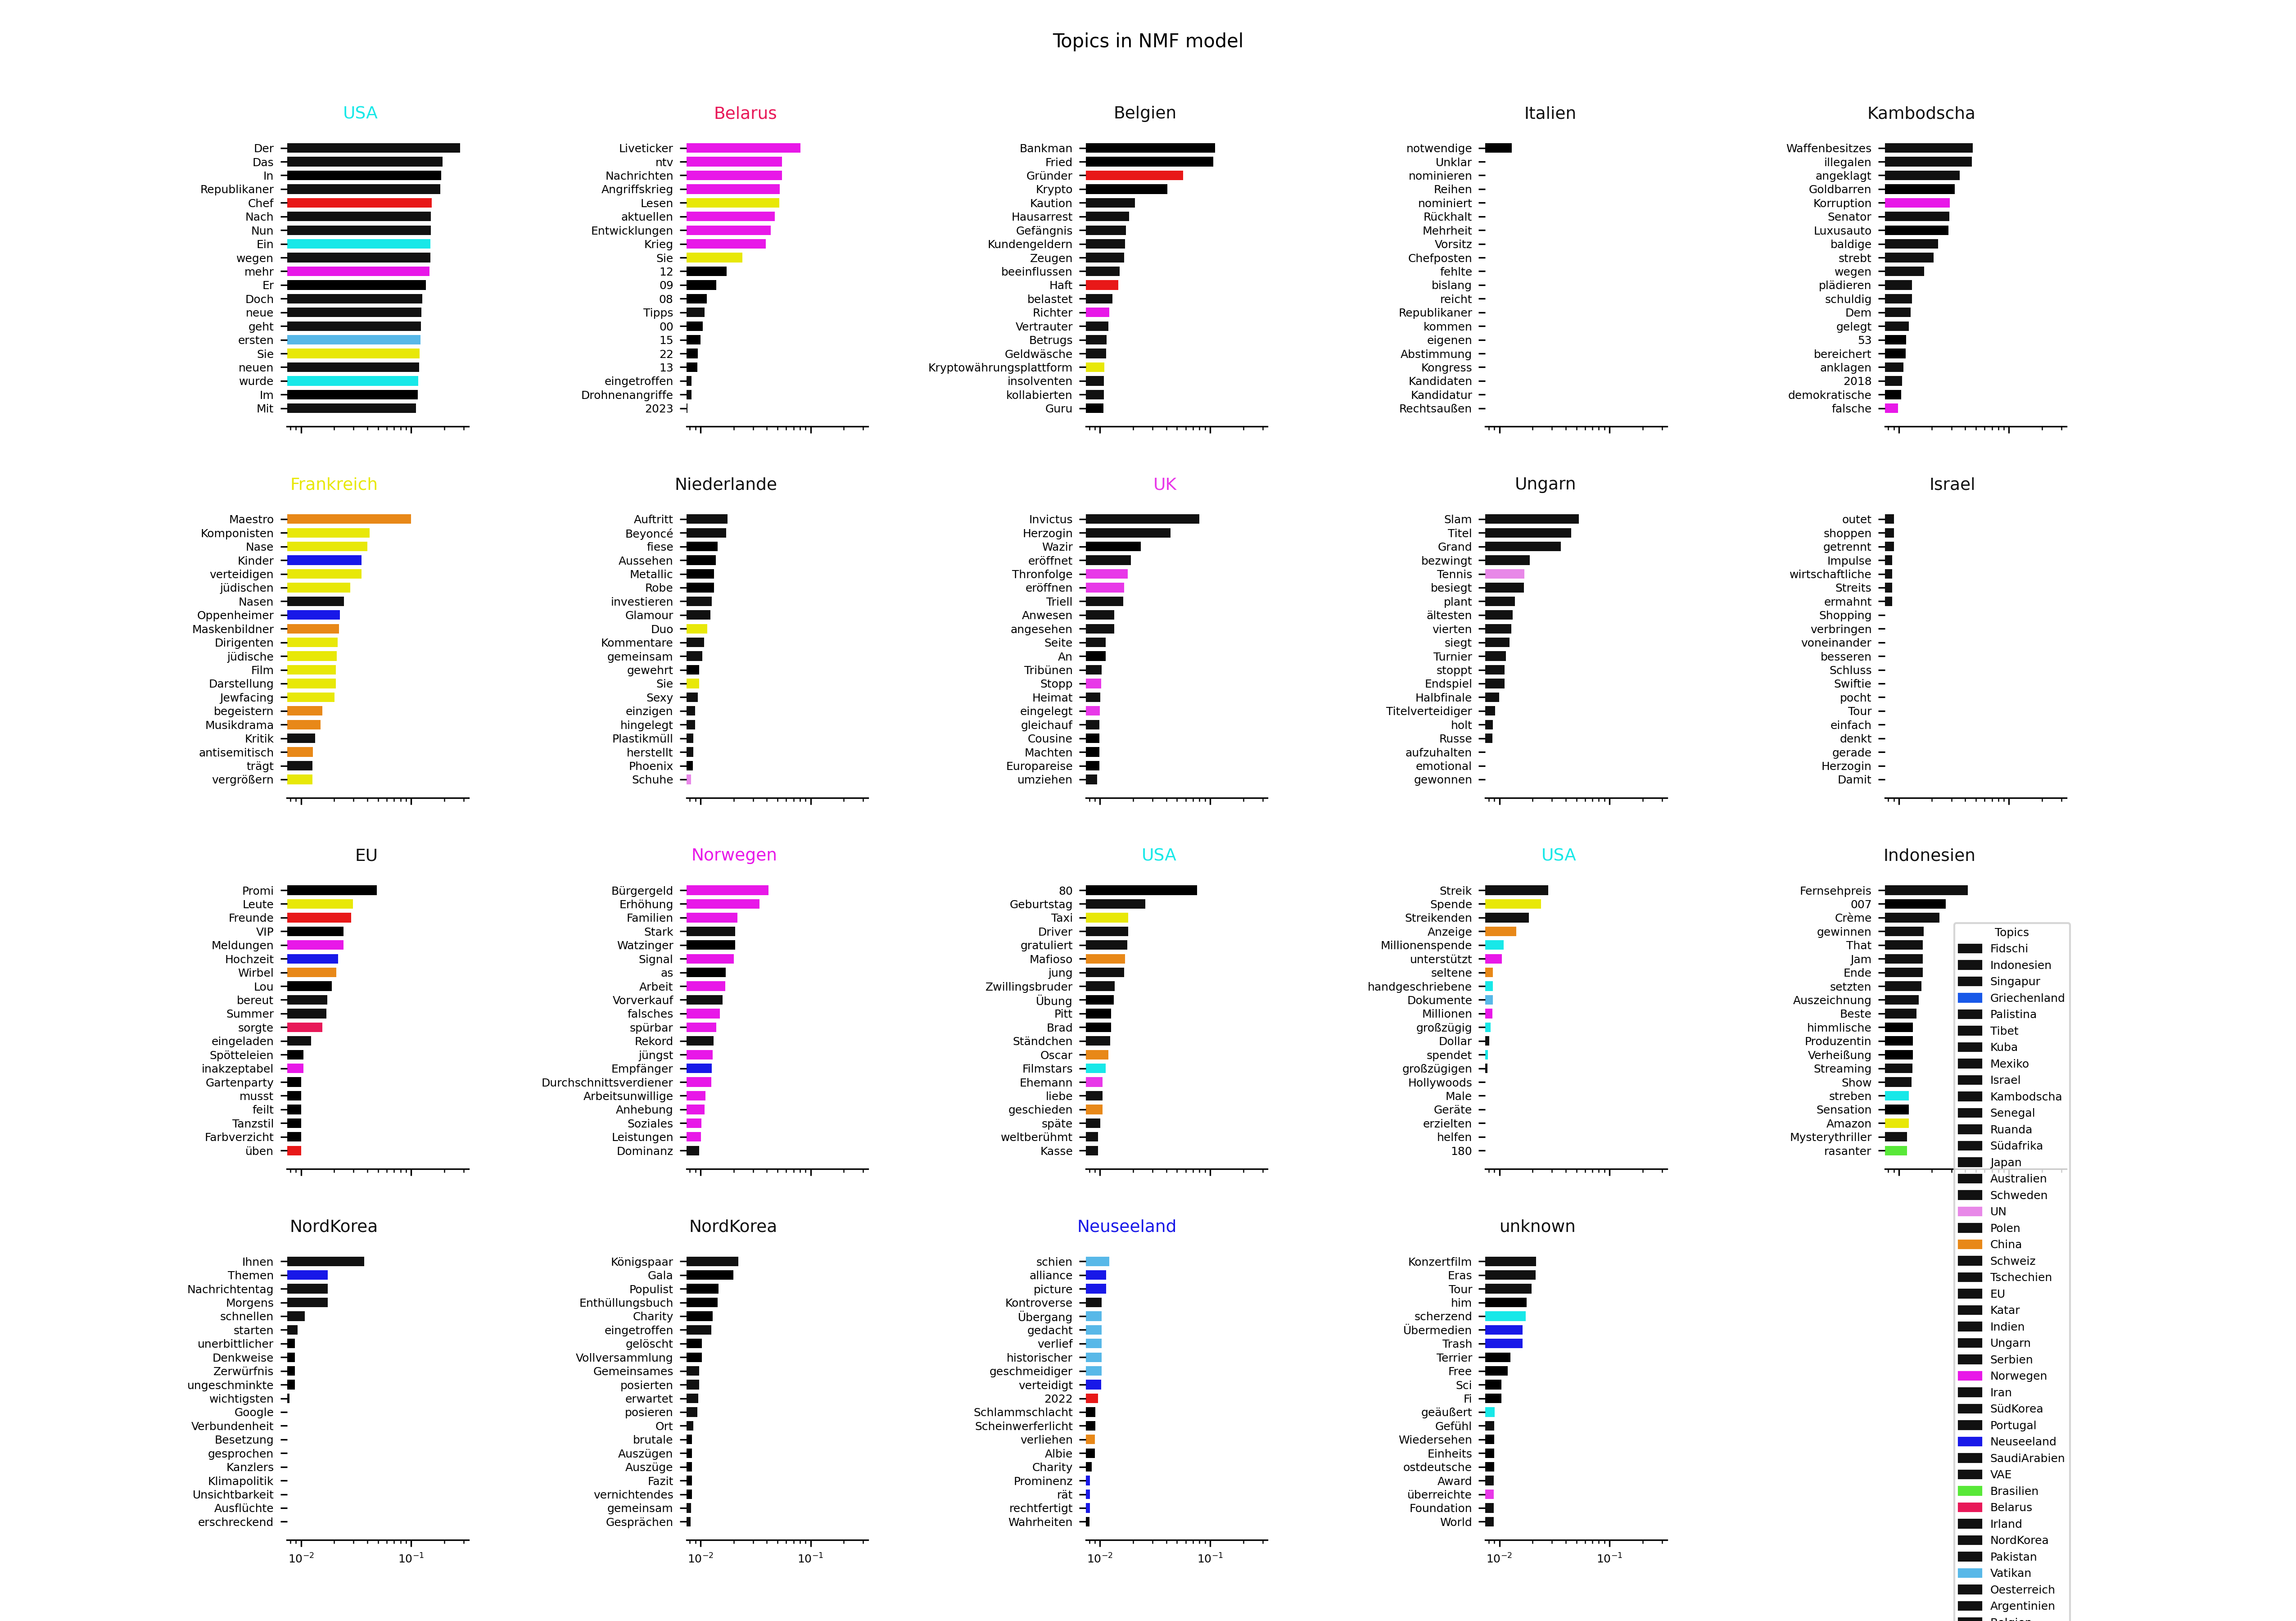 Topics in NMF model
USA
Der
Das
In
Republikaner
Chef
Nach
Nun
Ein
wegen
mehr
Er
Doch
neue
geht
ersten
Sie
neuen
wurde
Im
Mit
Belarus
Liveticker
ntv
Nachrichten
Angriffskrieg
Lesen
aktuellen
Entwicklungen
Krieg
Sie
12
09
08
Tipps
00
15
22
13
eingetroffen
Drohnenangriffe
2023
Belgien
Bankman
Fried
Gründer
Krypto
Kaution
Hausarrest
Gefängnis
Kundengeldern
Zeugen
beeinflussen
Haft
belastet
Richter
Vertrauter
Betrugs
Geldwäsche
Kryptowährungsplattform
insolventen
kollabierten
Guru
Italien
notwendige
Unklar
nominieren
Reihen
nominiert
Rückhalt
Mehrheit
Vorsitz
Chefposten
fehlte
bislang
reicht
Republikaner
kommen
eigenen
Abstimmung
Kongress
Kandidaten
Kandidatur
Rechtsaußen
Kambodscha
Waffenbesitzes
illegalen
angeklagt
Goldbarren
Korruption
Senator
Luxusauto
baldige
strebt
wegen
plädieren
schuldig
Dem
gelegt
53
bereichert
anklagen
2018
demokratische
falsche
Frankreich
Maestro
Komponisten
Nase
Kinder
verteidigen
jüdischen
Nasen
Oppenheimer
Maskenbildner
Dirigenten
jüdische
Film
Darstellung
Jewfacing
begeistern
Musikdrama
Kritik
antisemitisch
trägt
vergrößern
Niederlande
Auftritt
Beyoncé
fiese
Aussehen
Metallic
Robe
investieren
Glamour
Duo
Kommentare
gemeinsam
gewehrt
Sie
Sexy
einzigen
hingelegt
Plastikmüll
herstellt
Phoenix
Schuhe
UK
Invictus
Herzogin
Wazir
eröffnet
Thronfolge
eröffnen
Triell
Anwesen
angesehen
Seite
An
Tribünen
Stopp
Heimat
eingelegt
gleichauf
Cousine
Machten
Europareise
umziehen
Ungarn
Slam
Titel
Grand
bezwingt
Tennis
besiegt
plant
ältesten
vierten
siegt
Turnier
stoppt
Endspiel
Halbfinale
Titelverteidiger
holt
Russe
aufzuhalten
emotional
gewonnen
Israel
outet
shoppen
getrennt
Impulse
wirtschaftliche
Streits
ermahnt
Shopping
verbringen
voneinander
besseren
Schluss
Swiftie
pocht
Tour
einfach
denkt
gerade
Herzogin
Damit
EU
Promi
Leute
Freunde
VIP
Meldungen
Hochzeit
Wirbel
Lou
bereut
Summer
sorgte
eingeladen
Spötteleien
inakzeptabel
Gartenparty
musst
feilt
Tanzstil
Farbverzicht
üben
Norwegen
Bürgergeld
Erhöhung
Familien
Stark
Watzinger
Signal
as
Arbeit
Vorverkauf
falsches
spürbar
Rekord
jüngst
Empfänger
Durchschnittsverdiener
Arbeitsunwillige
Anhebung
Soziales
Leistungen
Dominanz
USA
80
Geburtstag
Taxi
Driver
gratuliert
Mafioso
jung
Zwillingsbruder
Übung
Pitt
Brad
Ständchen
Oscar
Filmstars
Ehemann
liebe
geschieden
späte
weltberühmt
Kasse
USA
Streik
Spende
Streikenden
Anzeige
Millionenspende
unterstützt
seltene
handgeschriebene
Dokumente
Millionen
großzügig
Dollar
spendet
großzügigen
Hollywoods
Male
Geräte
erzielten
helfen
180
Indonesien
Fernsehpreis
007
Crème
gewinnen
That
Jam
Ende
setzten
Auszeichnung
Beste
himmlische
Produzentin
Verheißung
Streaming
Show
streben
Sensation
Amazon
Mysterythriller
rasanter
NordKorea
Ihnen
Themen
Nachrichtentag
Morgens
schnellen
starten
unerbittlicher
Denkweise
Zerwürfnis
ungeschminkte
wichtigsten
Google
Verbundenheit
Besetzung
gesprochen
Kanzlers
Klimapolitik
Unsichtbarkeit
Ausflüchte
erschreckend
10⁻² 10⁻¹
NordKorea
Königspaar
Gala
Populist
Enthüllungsbuch
Charity
eingetroffen
gelöscht
Vollversammlung
Gemeinsames
posierten
erwartet
posieren
Ort
brutale
Auszügen
Auszüge
Fazit
vernichtendes
gemeinsam
Gesprächen
10⁻² 10⁻¹
Neuseeland
schien
alliance
picture
Kontroverse
Übergang
gedacht
verlief
historischer
geschmeidiger
verteidigt
2022
Schlammschlacht
Scheinwerferlicht
verliehen
Albie
Charity
Prominenz
rät
rechtfertigt
Wahrheiten
10⁻² 10⁻¹
unknown
Konzertfilm
Eras
Tour
him
scherzend
Übermedien
Trash
Terrier
Free
Sci
Fi
geäußert
Gefühl
Wiedersehen
Einheits
ostdeutsche
Award
überreichte
Foundation
World
10⁻² 10⁻¹
Topics
Fidschi
Indonesien
Singapur
Griechenland
Palistina
Tibet
Kuba
Mexiko
Israel
Kambodscha
Senegal
Ruanda
Südafrika
Japan
Australien
Schweden
UN
Polen
China
Schweiz
Tschechien
EU
Katar
Indien
Ungarn
Serbien
Norwegen
Iran
SüdKorea
Portugal
Neuseeland
SaudiArabien
VAE
Brasilien
Belarus
Irland
NordKorea
Pakistan
Vatikan
Oesterreich
Argentinien